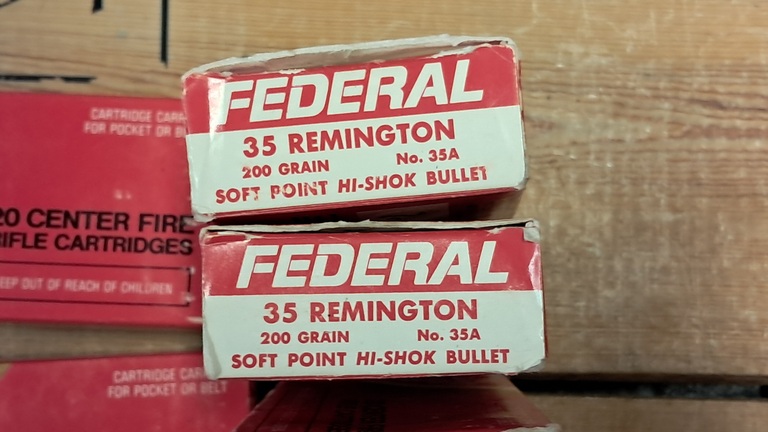 CARTRIDGE
FOR POCKET OR
20 CENTER FIRE
RIFLE CARTRIDGES
KEEP OUT OF REACH OF CHILDREN
FEDERAL
35 REMINGTON
200 GRAIN No. 35A
SOFT POINT HI-SHOK BULLET
FEDERAL
35 REMINGTON
200 GRAIN No. 35A
SOFT POINT HI-SHOK BULLET
CARTRIDGE
FOR POCKET OR BELT